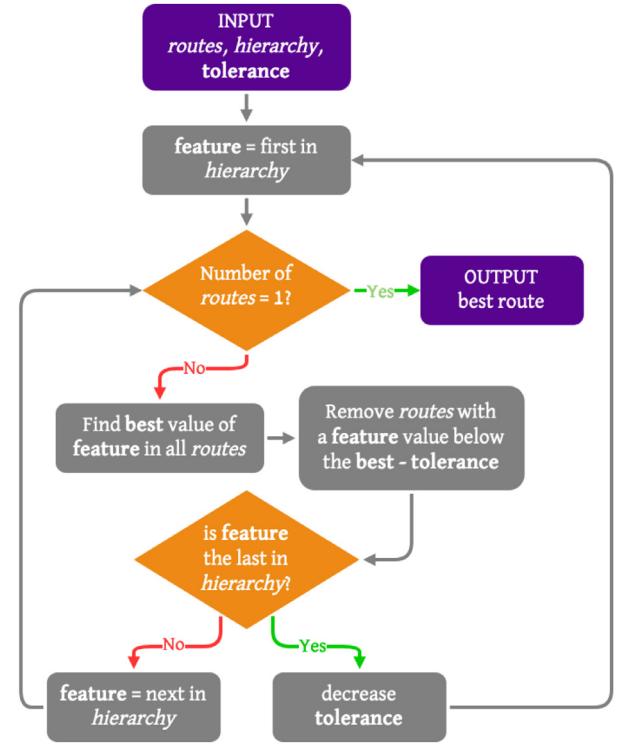 INPUT
routes, hierarchy,
tolerance
feature = first in
hierarchy
Number of
routes = 1?
Yes
OUTPUT
best route
No
Find best value of
feature in all routes
Remove routes with
a feature value below
the best - tolerance
is feature
the last in
hierarchy?
No
Yes
feature = next in
hierarchy
decrease
tolerance